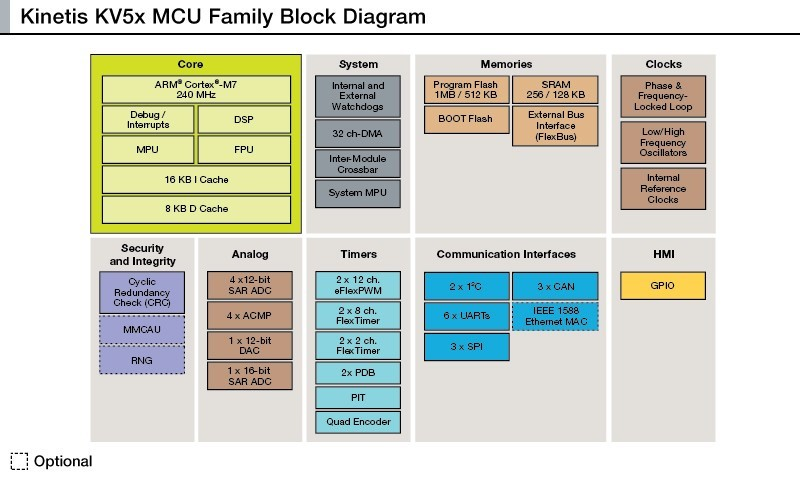 Kinetis KV5x MCU Family Block Diagram
Core
ARM® Cortex®-M7
240 MHz
Debug /
Interrupts
DSP
MPU
FPU
16 KB I Cache
8 KB D Cache
System
Internal and
External
Watchdogs
32 ch-DMA
Inter-Module
Crossbar
System MPU
Memories
Program Flash
1MB / 512 KB
SRAM
256 / 128 KB
BOOT Flash
External Bus
Interface
(FlexBus)
Clocks
Phase &
Frequency-
Locked Loop
Low/High
Frequency
Oscillators
Internal
Reference
Clocks
Security
and Integrity
Cyclic
Redundancy
Check (CRC)
MMCAU
RNG
Analog
4 x12-bit
SAR ADC
4 x ACMP
1 x 12-bit
DAC
1 x 16-bit
SAR ADC
Timers
2 x 12 ch.
eFlexPWM
2 x 8 ch.
FlexTimer
2 x 2 ch.
FlexTimer
2x PDB
PIT
Quad Encoder
Communication Interfaces
2 x I²C
3 x CAN
6 x UARTs
IEEE 1588
Ethernet MAC
3 x SPI
HMI
GPIO
Optional